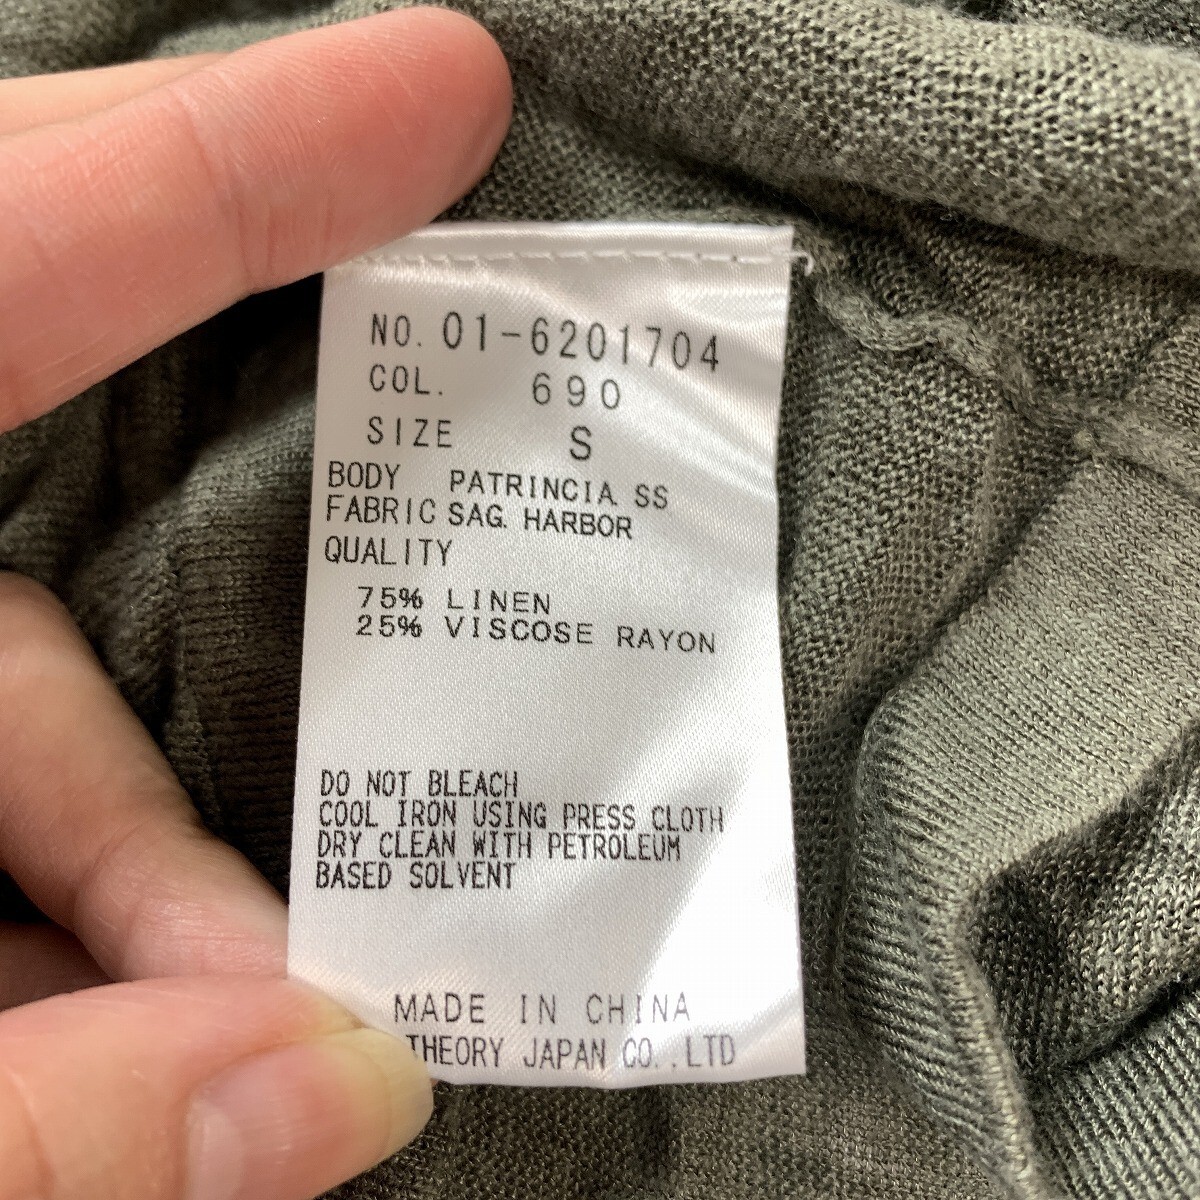 NO. 01-6201704
COL. 690
SIZE S
BODY PATRINCIA SS
FABRIC SAG. HARBOR
QUALITY
75% LINEN
25% VISCOSE RAYON
DO NOT BLEACH
COOL IRON USING PRESS CLOTH
DRY CLEAN WITH PETROLEUM
BASED SOLVENT
MADE IN CHINA
THEORY JAPAN CO.,LTD